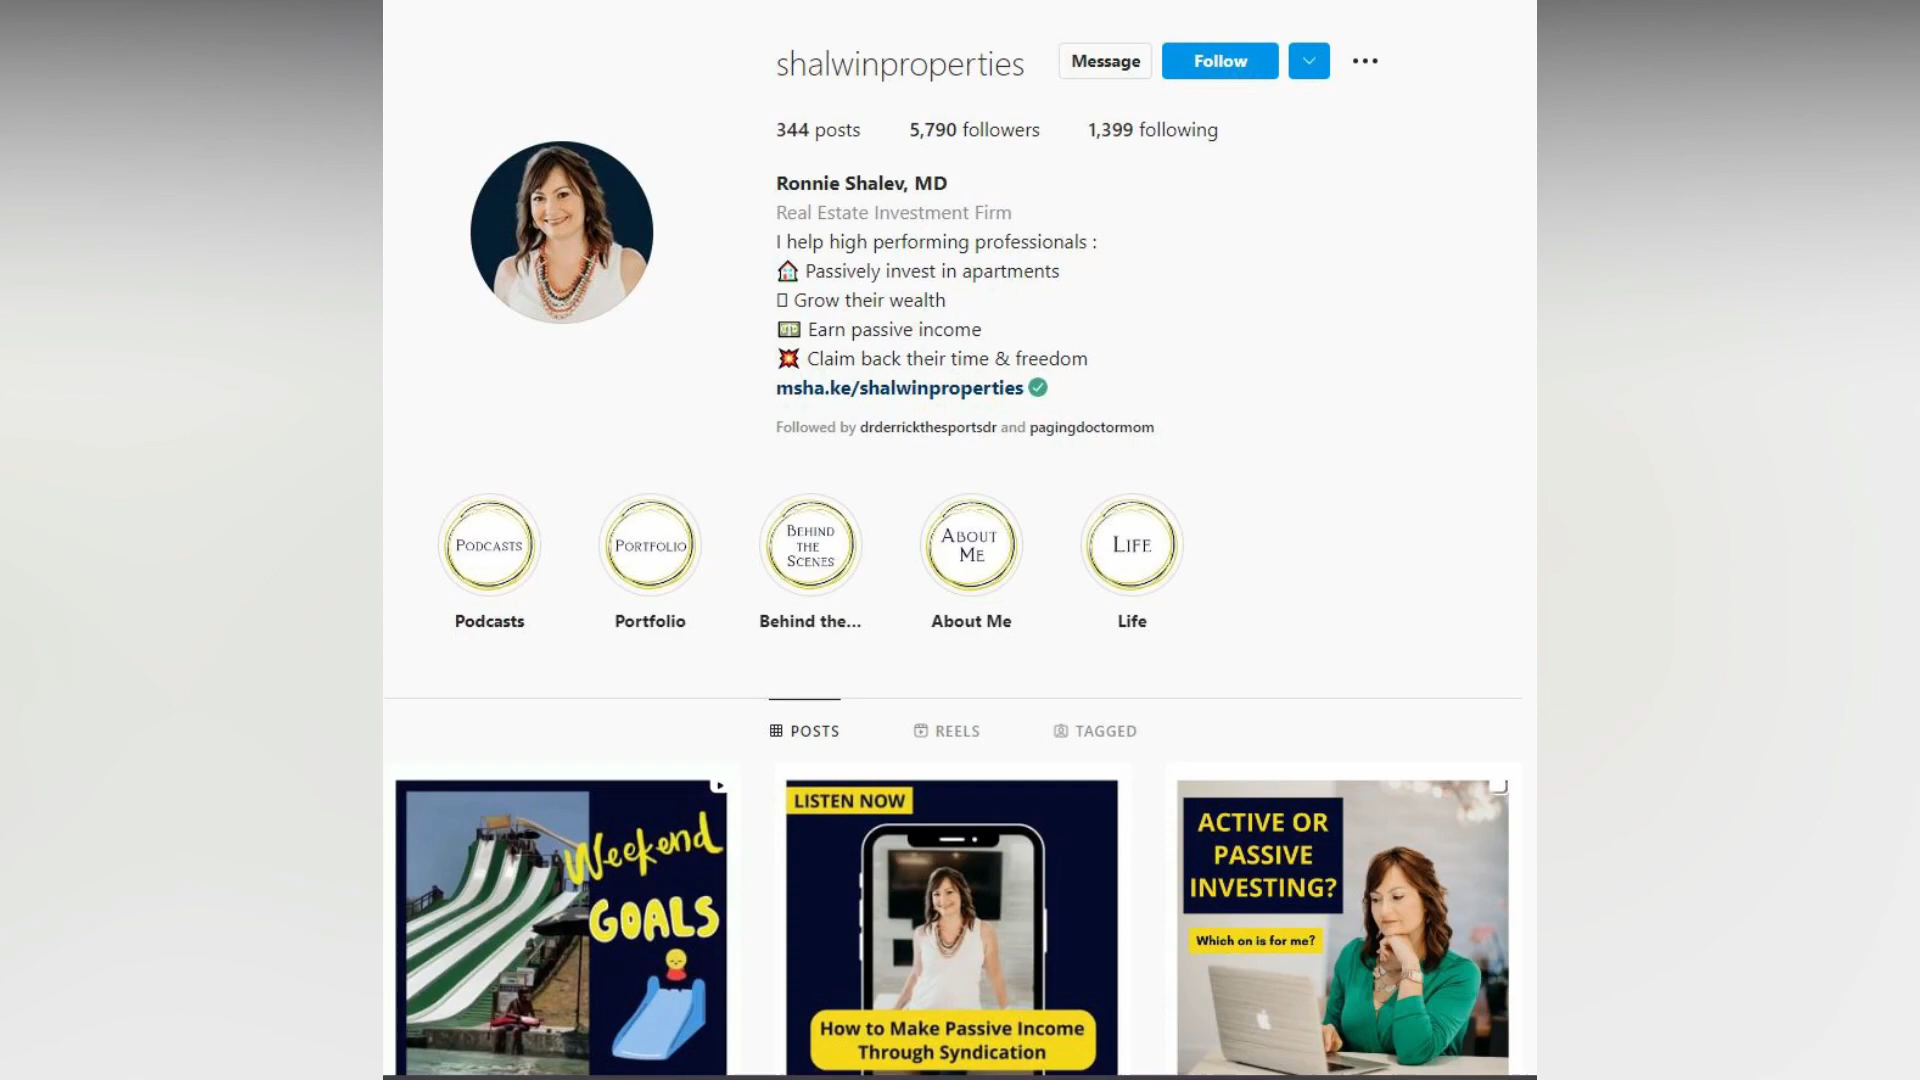 shalwinproperties
Message
Follow
344 posts
5,790 followers
1,399 following
Ronnie Shalev, MD
Real Estate Investment Firm
I help high performing professionals :
Passively invest in apartments
Grow their wealth
Earn passive income
Claim back their time & freedom
msha.ke/shalwinproperties
Followed by drderrickthesportsdr and pagingdoctormom
PODCASTS
PORTFOLIO
BEHIND
THE
SCENES
ABOUT
ME
LIFE
Podcasts
Portfolio
Behind the...
About Me
Life
POSTS
REELS
TAGGED
Weekend
GOALS
LISTEN NOW
How to Make Passive Income
Through Syndication
ACTIVE OR
PASSIVE
INVESTING?
Which on is for me?